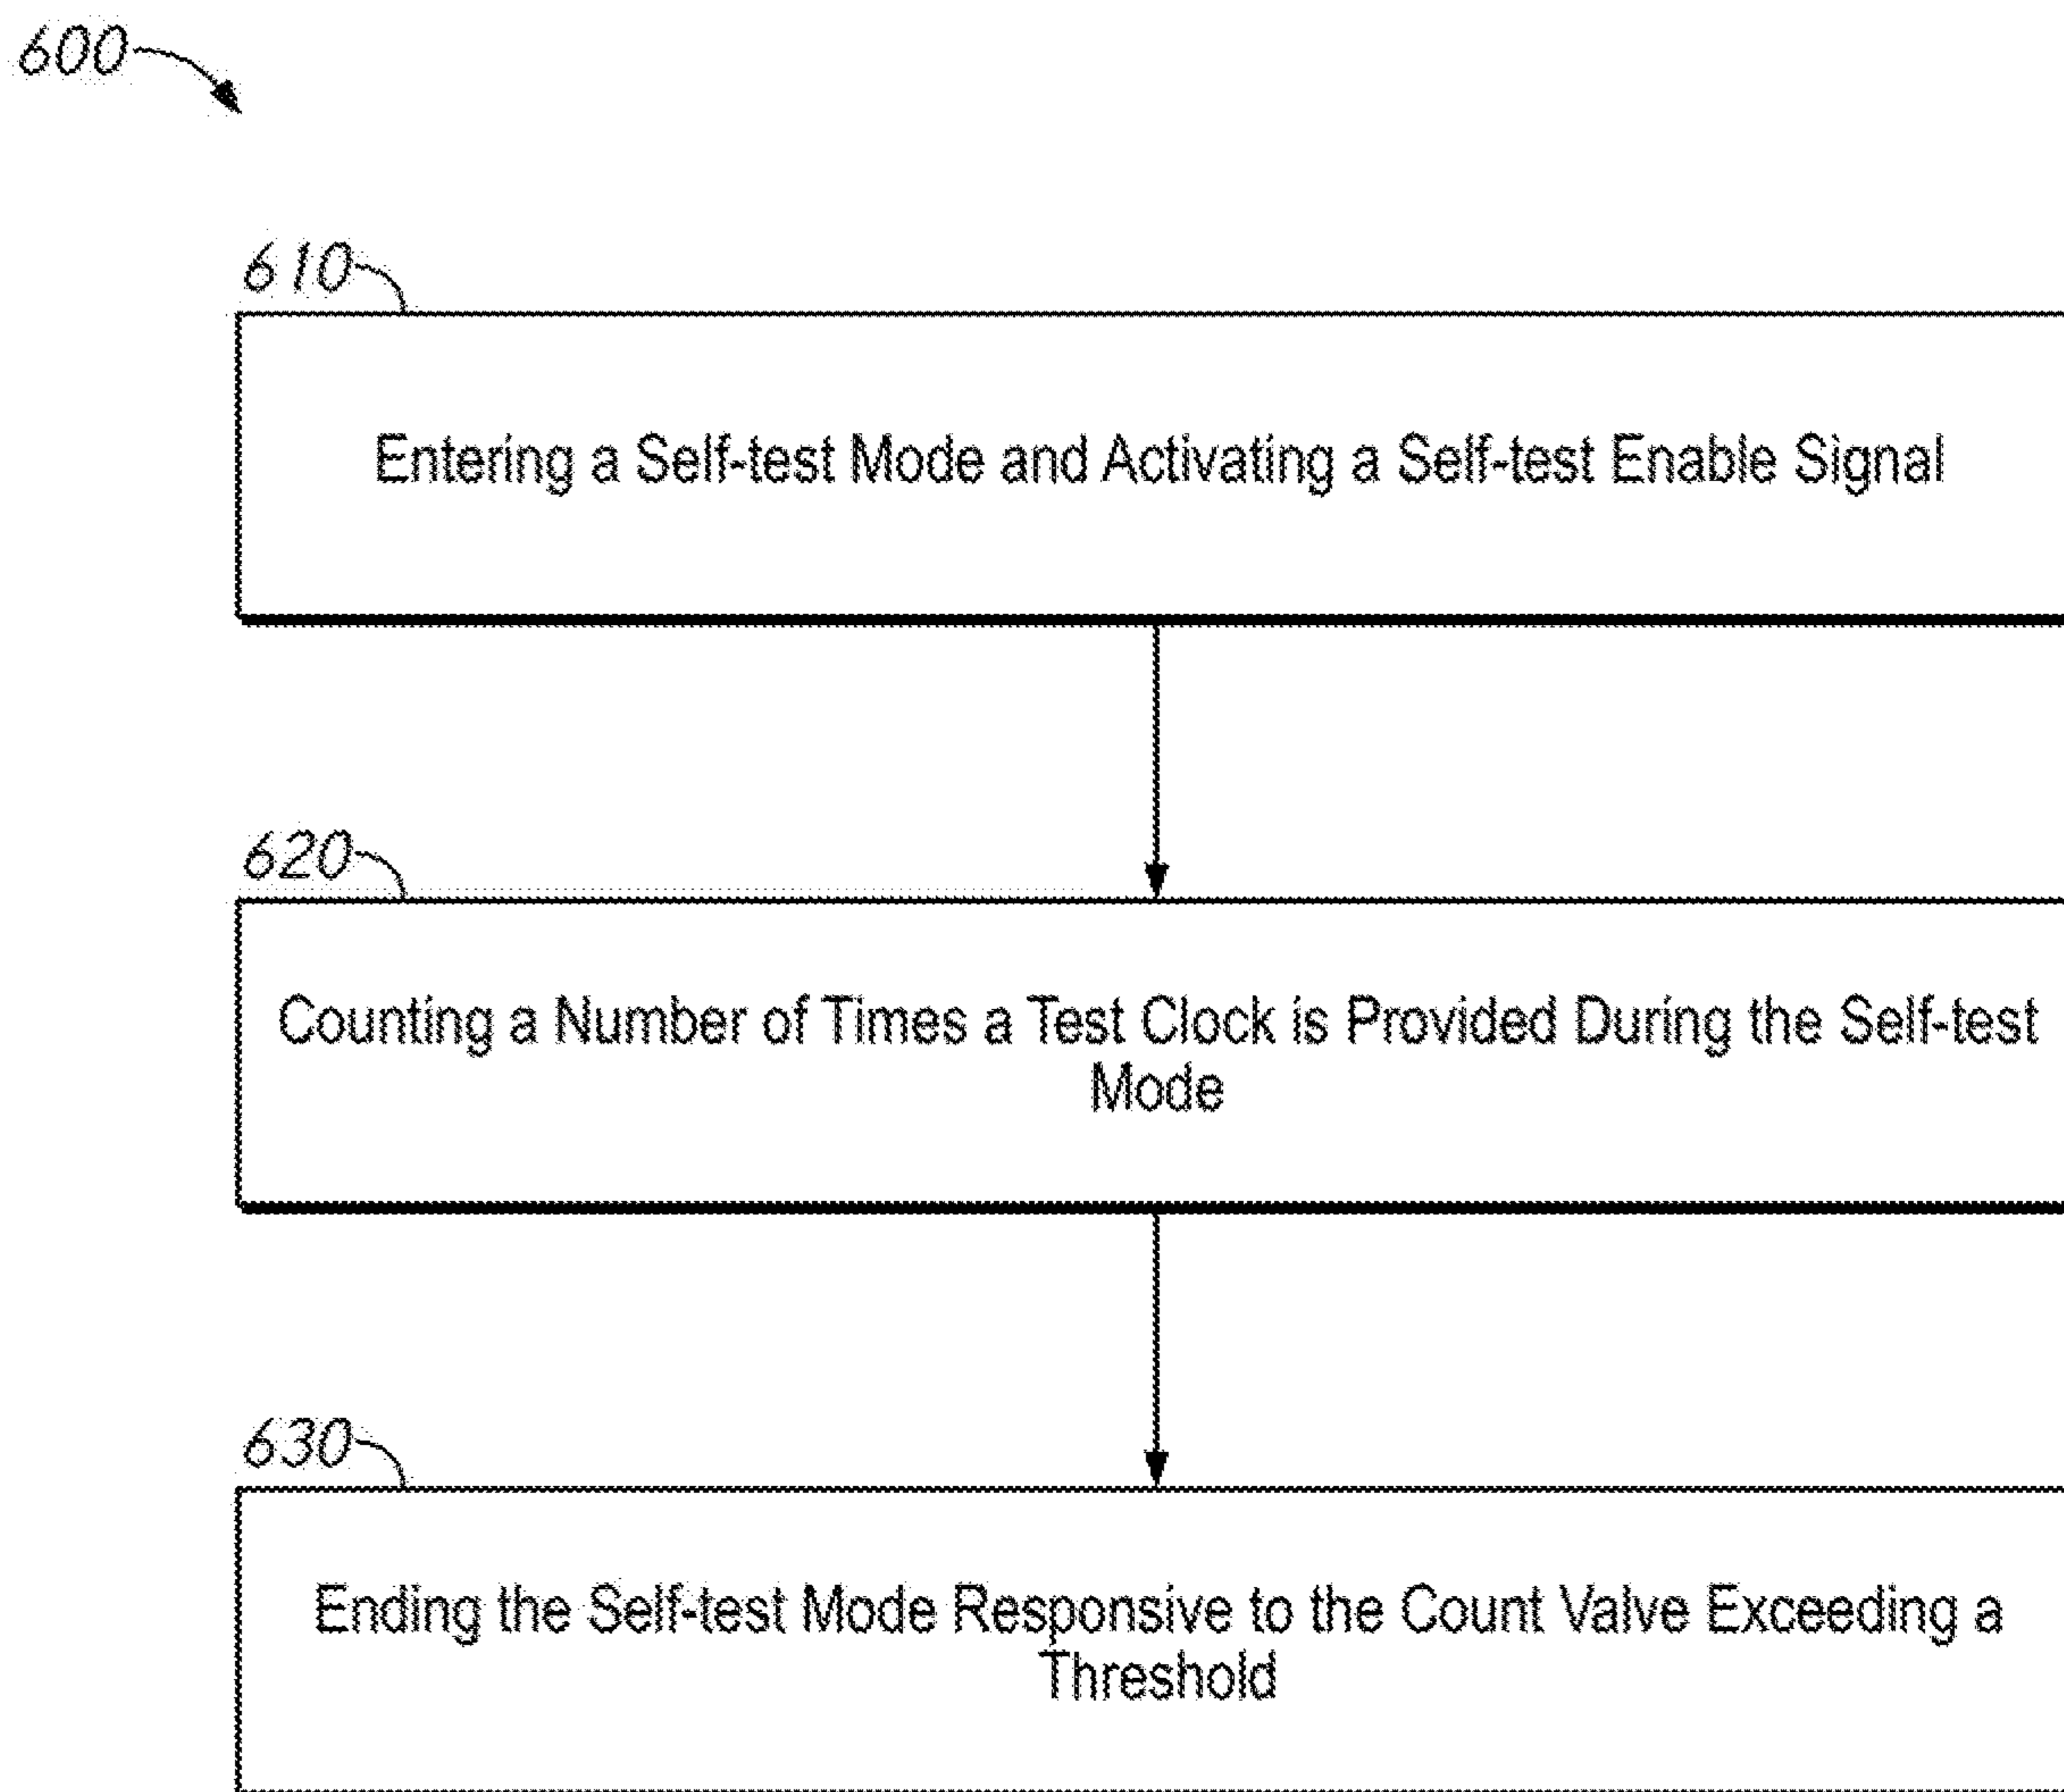 600
610
Entering a Self-test Mode and Activating a Self-test Enable Signal
620
Counting a Number of Times a Test Clock is Provided During the Self-test
Mode
630
Ending the Self-test Mode Responsive to the Count Valve Exceeding a
Threshold